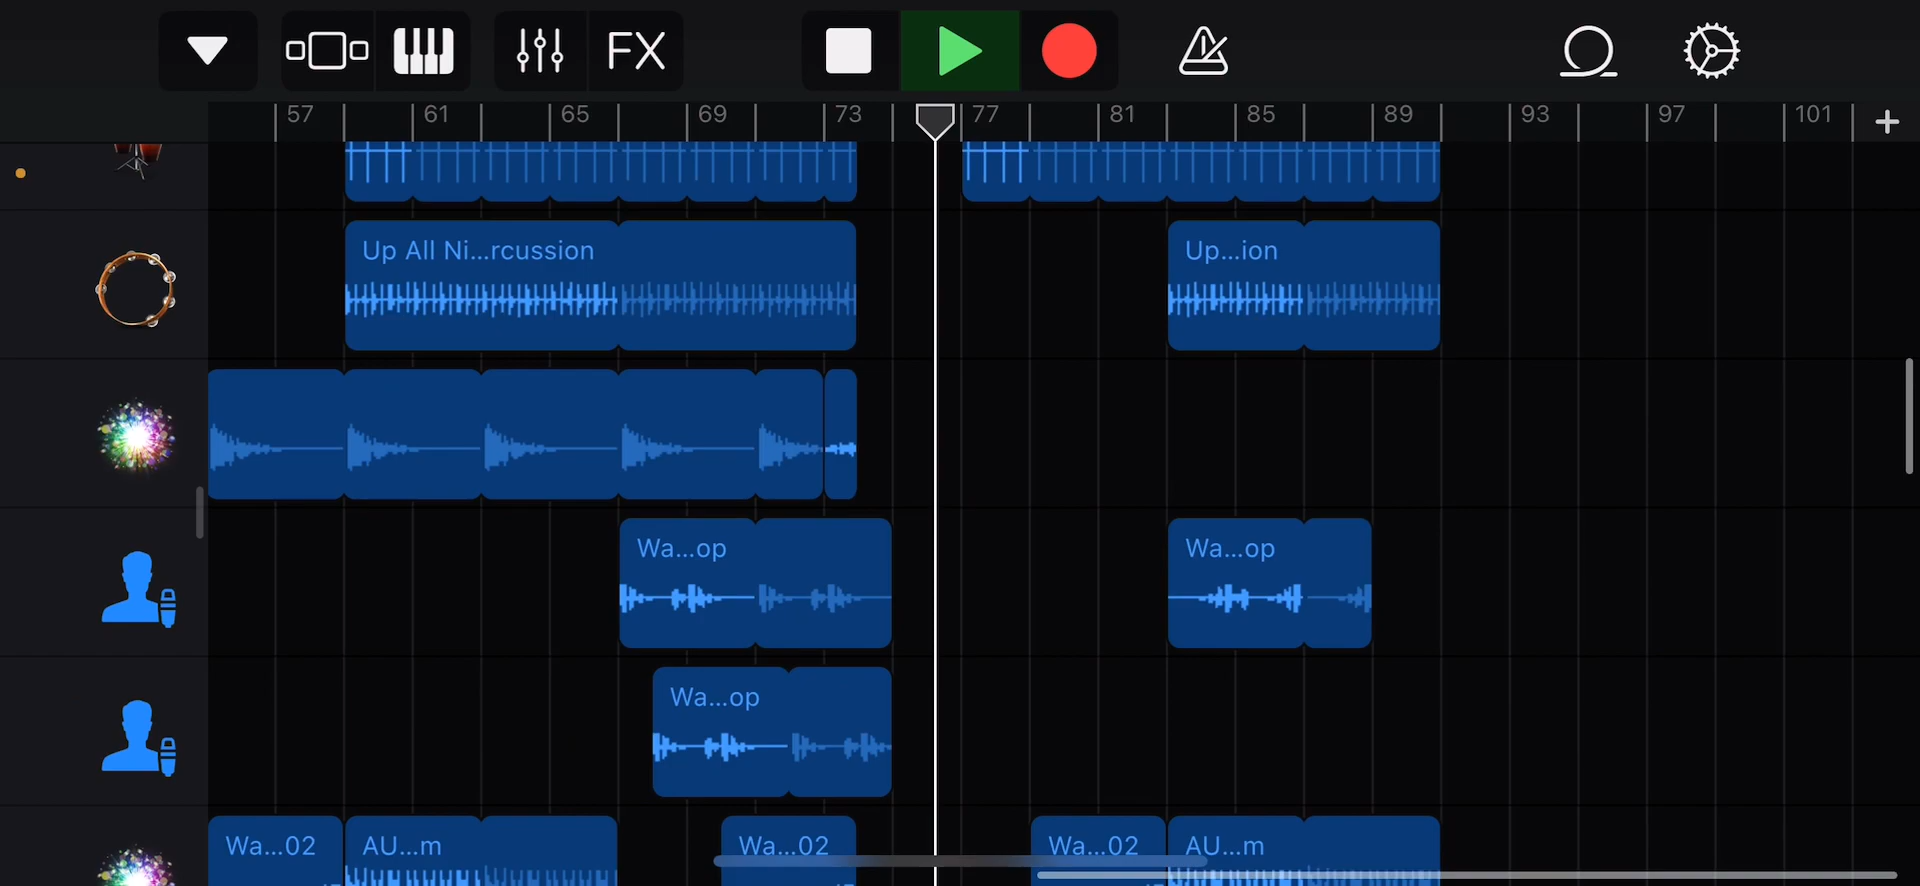 FX
57 61 65 69 73 77 81 85 89 93 97 101 +
Up All Ni...rcussion Up...ion
Wa...op Wa...op
Wa...op
Wa...02 AU...m Wa...02 Wa...02 AU...m